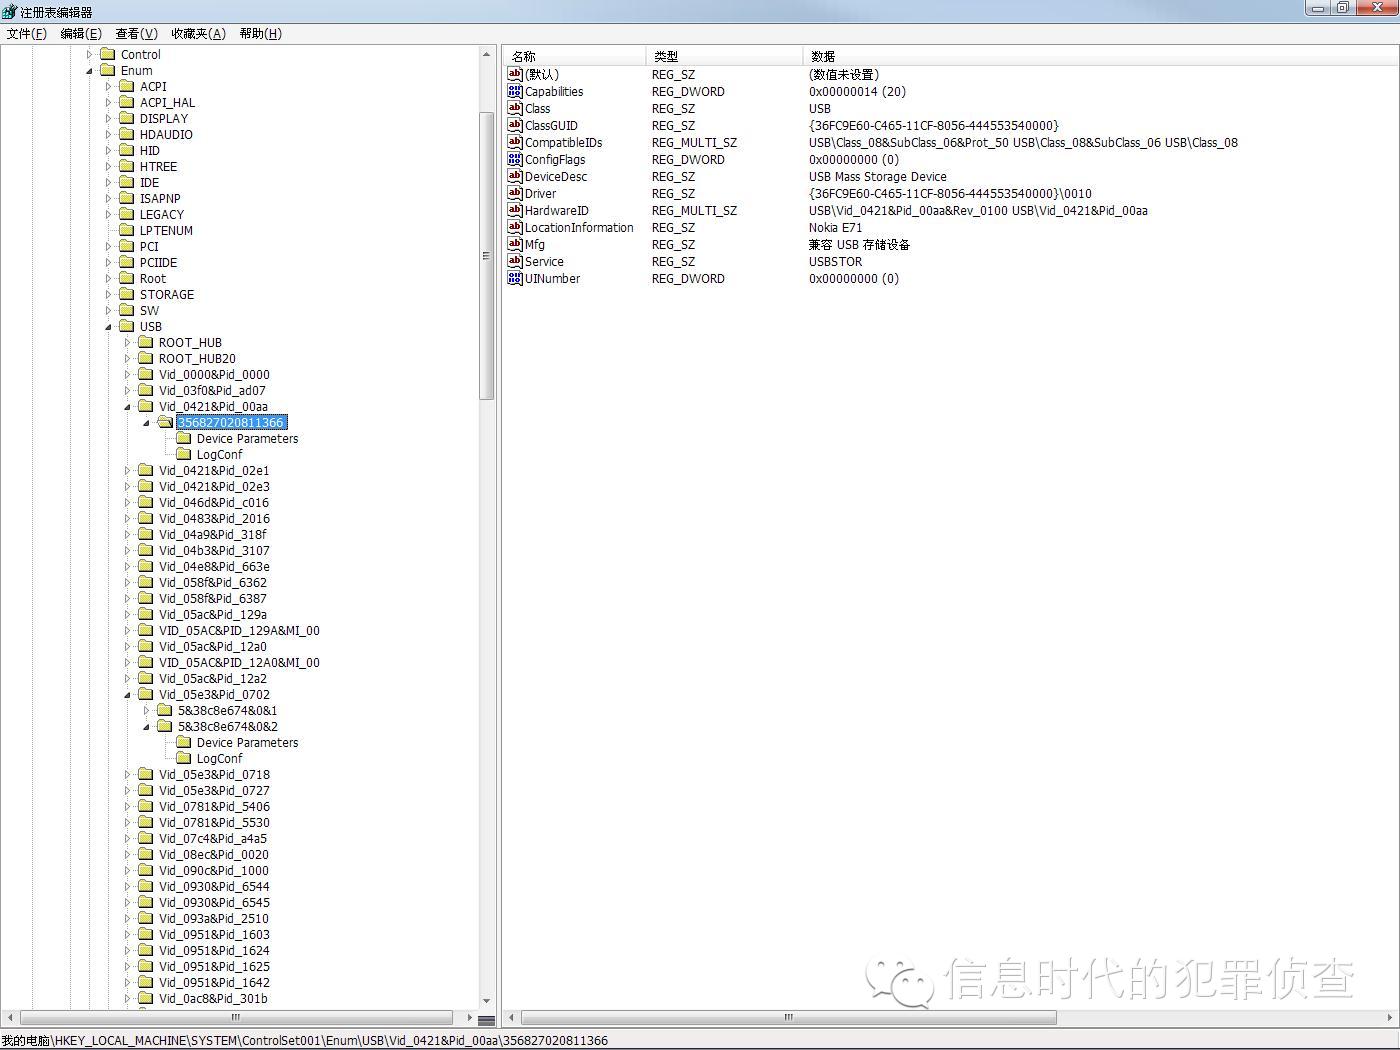 注册表编辑器
文件(F) 编辑(E) 查看(V) 收藏夹(A) 帮助(H)
Control
Enum
ACPI
ACPI_HAL
DISPLAY
HDAUDIO
HID
HTREE
IDE
ISAPNP
LEGACY
LPTENUM
PCI
PCIIDE
Root
STORAGE
SW
USB
ROOT_HUB
ROOT_HUB20
Vid_0000&Pid_0000
Vid_03f0&Pid_ad07
Vid_0421&Pid_00aa
356827020811366
Device Parameters
LogConf
Vid_0421&Pid_02e1
Vid_0421&Pid_02e3
Vid_046d&Pid_c016
Vid_0483&Pid_2016
Vid_04a9&Pid_318f
Vid_04b3&Pid_3107
Vid_04e8&Pid_663e
Vid_058f&Pid_6362
Vid_058f&Pid_6387
Vid_05ac&Pid_129a
VID_05AC&PID_129A&MI_00
Vid_05ac&Pid_12a0
VID_05AC&PID_12A0&MI_00
Vid_05ac&Pid_12a2
Vid_05e3&Pid_0702
5&38c8e674&0&1
5&38c8e674&0&2
Device Parameters
LogConf
Vid_05e3&Pid_0718
Vid_05e3&Pid_0727
Vid_0781&Pid_5406
Vid_0781&Pid_5530
Vid_07c4&Pid_a4a5
Vid_08ec&Pid_0020
Vid_090c&Pid_1000
Vid_0930&Pid_6544
Vid_0930&Pid_6545
Vid_093a&Pid_2510
Vid_0951&Pid_1603
Vid_0951&Pid_1624
Vid_0951&Pid_1625
Vid_0951&Pid_1642
Vid_0ac8&Pid_301b
名称 类型 数据
(默认) REG_SZ (数值未设置)
Capabilities REG_DWORD 0x00000014 (20)
Class REG_SZ USB
ClassGUID REG_SZ {36FC9E60-C465-11CF-8056-444553540000}
CompatibleIDs REG_MULTI_SZ USB\Class_08&SubClass_06&Prot_50 USB\Class_08&SubClass_06 USB\Class_08
ConfigFlags REG_DWORD 0x00000000 (0)
DeviceDesc REG_SZ USB Mass Storage Device
Driver REG_SZ {36FC9E60-C465-11CF-8056-444553540000}\0010
HardwareID REG_MULTI_SZ USB\Vid_0421&Pid_00aa&Rev_0100 USB\Vid_0421&Pid_00aa
LocationInformation REG_SZ Nokia E71
Mfg REG_SZ 兼容 USB 存储设备
Service REG_SZ USBSTOR
UINumber REG_DWORD 0x00000000 (0)
信息时代的犯罪侦查
我的电脑\HKEY_LOCAL_MACHINE\SYSTEM\ControlSet001\Enum\USB\Vid_0421&Pid_00aa\356827020811366